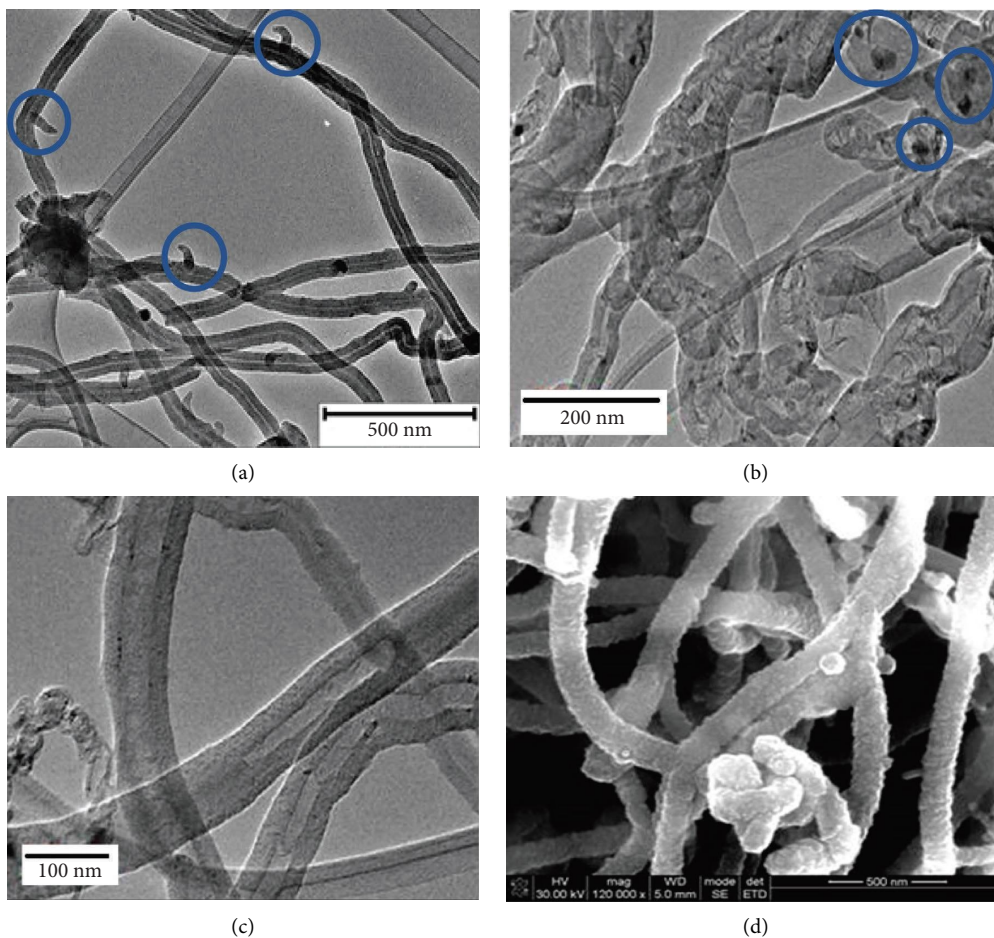 500 nm
(a)
200 nm
(b)
100 nm
(c)
HV mag WD mode det
30.00 kV 120 000 x 5.0 mm SE ETD
500 nm
(d)